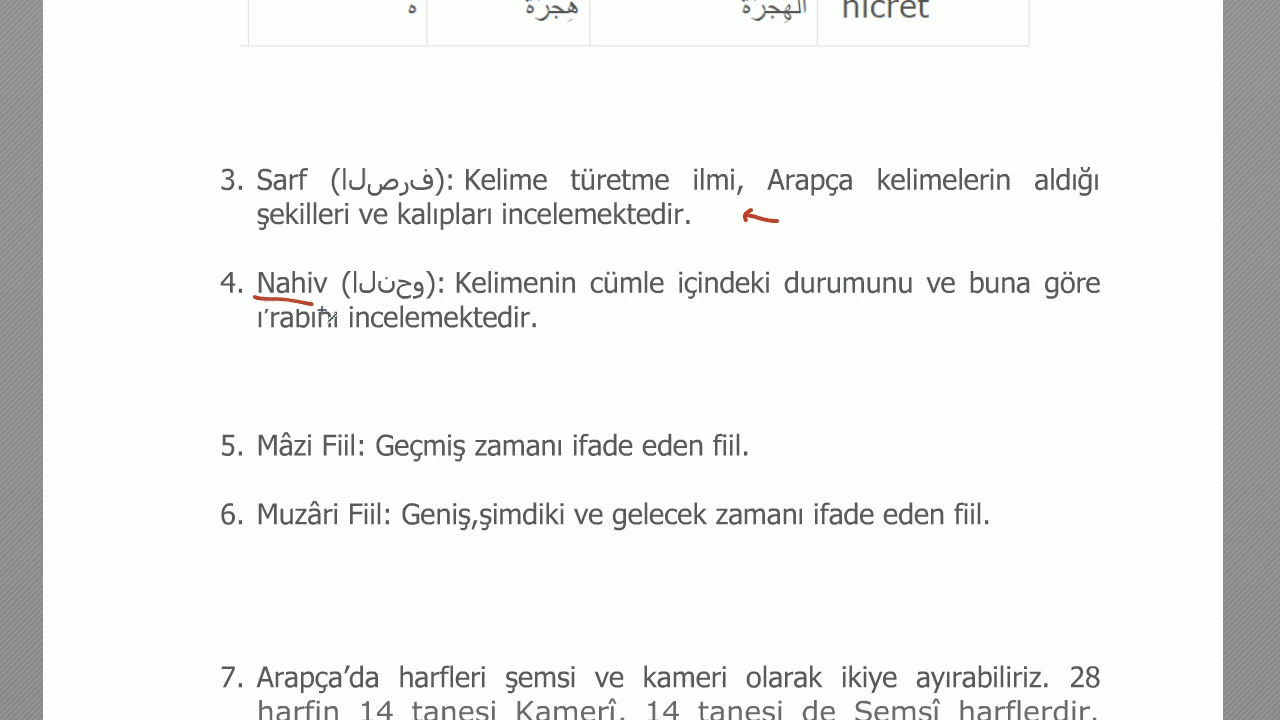 ه هِجْرَةٌ الْهِجْرَةُ hicret
3. Sarf (الصرف): Kelime türetme ilmi, Arapça kelimelerin aldığı
şekilleri ve kalıpları incelemektedir.
4. Nahiv (النحو): Kelimenin cümle içindeki durumunu ve buna göre
i’rabını incelemektedir.
5. Mâzi Fiil: Geçmiş zamanı ifade eden fiil.
6. Muzâri Fiil: Geniş,şimdiki ve gelecek zamanı ifade eden fiil.
7. Arapça’da harfleri şemsi ve kameri olarak ikiye ayırabiliriz. 28
harfin 14 tanesi Kamerî, 14 tanesi de Şemsî harflerdir.